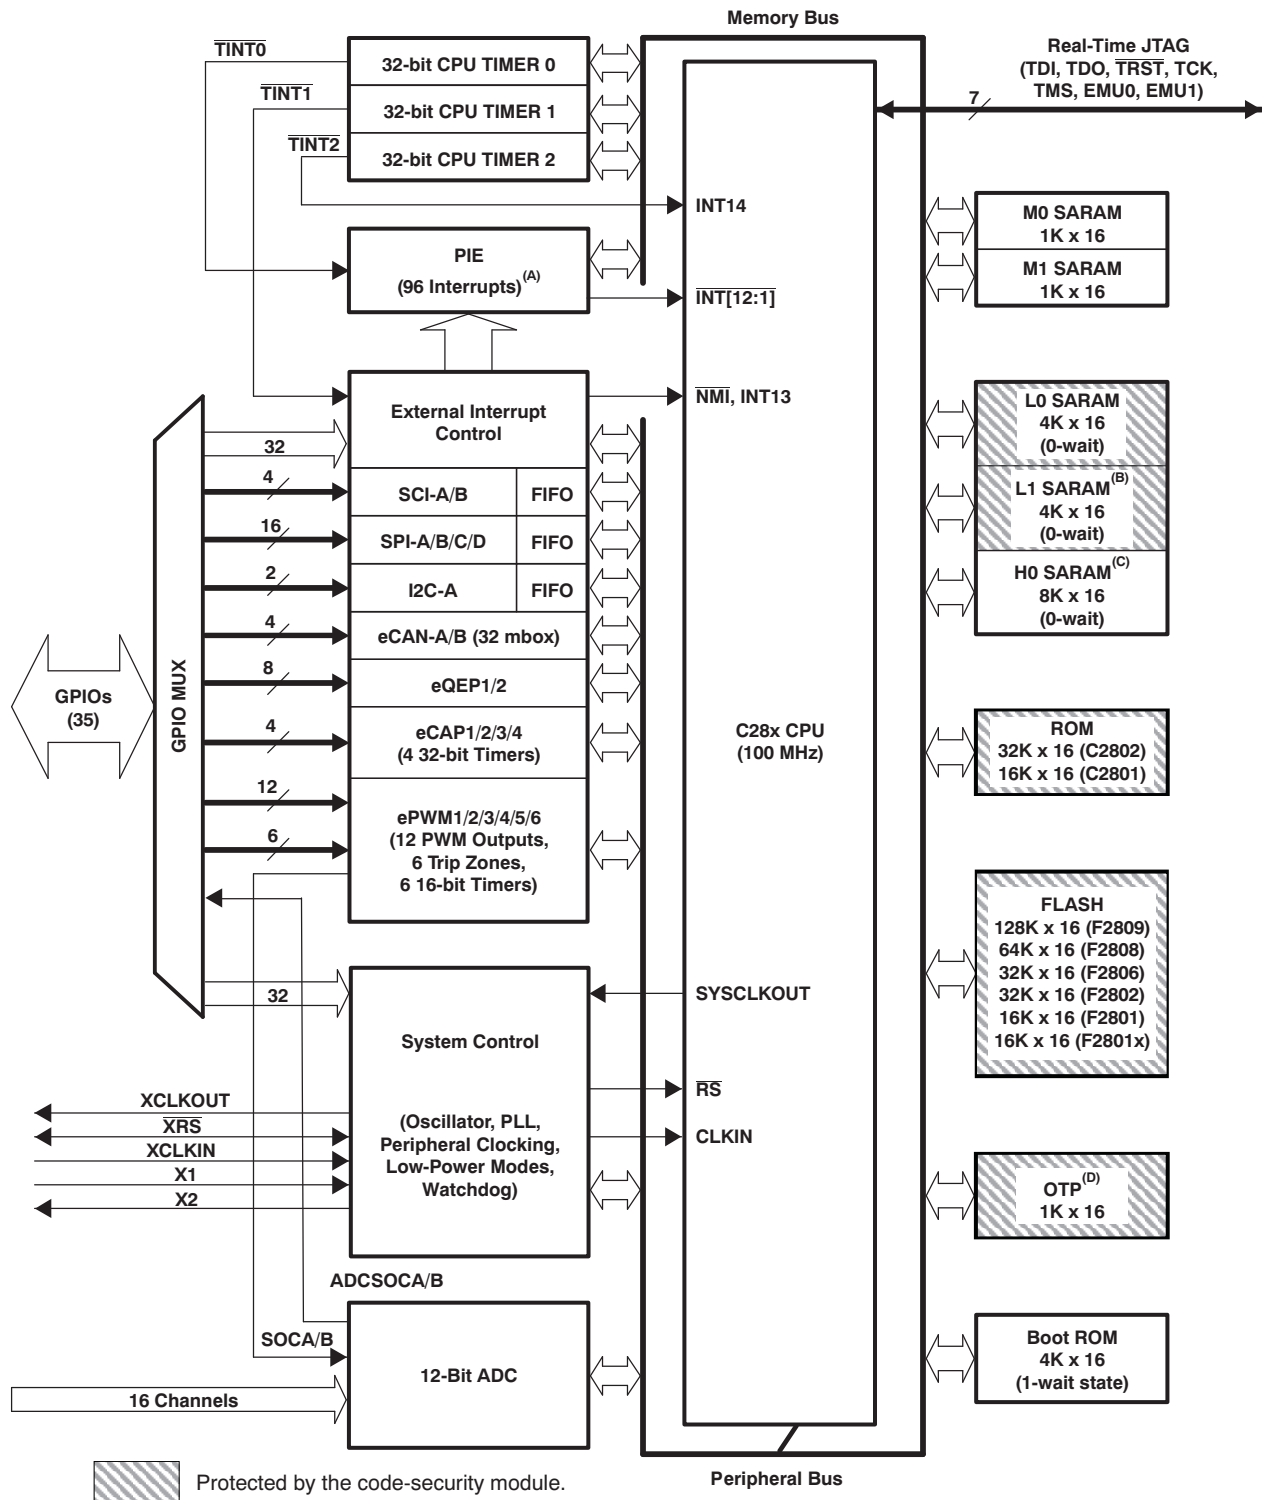 Memory Bus
TINT0
32-bit CPU TIMER 0
TINT1
32-bit CPU TIMER 1
TINT2
32-bit CPU TIMER 2
Real-Time JTAG
(TDI, TDO, TRST, TCK,
TMS, EMU0, EMU1)
7
INT14
PIE
(96 Interrupts)(A)
INT[12:1]
M0 SARAM
1K x 16
M1 SARAM
1K x 16
External Interrupt
Control
NMI, INT13
32
4
SCI-A/B
FIFO
16
SPI-A/B/C/D
FIFO
2
I2C-A
FIFO
4
eCAN-A/B (32 mbox)
8
eQEP1/2
4
eCAP1/2/3/4
(4 32-bit Timers)
12
6
ePWM1/2/3/4/5/6
(12 PWM Outputs,
6 Trip Zones,
6 16-bit Timers)
GPIOs
(35)
GPIO MUX
C28x CPU
(100 MHz)
L0 SARAM
4K x 16
(0-wait)
L1 SARAM(B)
4K x 16
(0-wait)
H0 SARAM(C)
8K x 16
(0-wait)
ROM
32K x 16 (C2802)
16K x 16 (C2801)
FLASH
128K x 16 (F2809)
64K x 16 (F2808)
32K x 16 (F2806)
32K x 16 (F2802)
16K x 16 (F2801)
16K x 16 (F2801x)
32
SYSCLKOUT
System Control
(Oscillator, PLL,
Peripheral Clocking,
Low-Power Modes,
Watchdog)
RS
CLKIN
XCLKOUT
XRS
XCLKIN
X1
X2
OTP(D)
1K x 16
ADCSOCA/B
SOCA/B
12-Bit ADC
16 Channels
Boot ROM
4K x 16
(1-wait state)
Peripheral Bus
Protected by the code-security module.